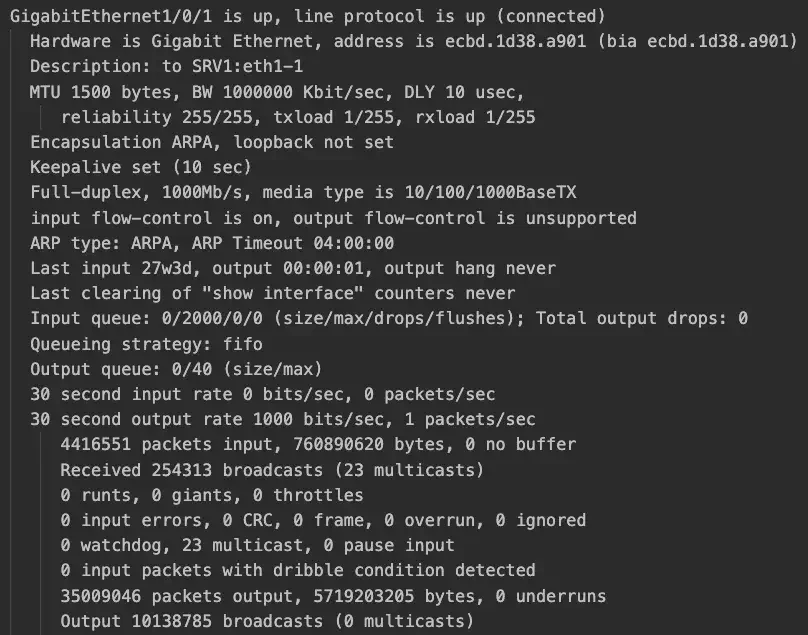 GigabitEthernet1/0/1 is up, line protocol is up (connected)
Hardware is Gigabit Ethernet, address is ecbd.1d38.a901 (bia ecbd.1d38.a901)
Description: to SRV1:eth1-1
MTU 1500 bytes, BW 1000000 Kbit/sec, DLY 10 usec,
reliability 255/255, txload 1/255, rxload 1/255
Encapsulation ARPA, loopback not set
Keepalive set (10 sec)
Full-duplex, 1000Mb/s, media type is 10/100/1000BaseTX
input flow-control is on, output flow-control is unsupported
ARP type: ARPA, ARP Timeout 04:00:00
Last input 27w3d, output 00:00:01, output hang never
Last clearing of "show interface" counters never
Input queue: 0/2000/0/0 (size/max/drops/flushes); Total output drops: 0
Queueing strategy: fifo
Output queue: 0/40 (size/max)
30 second input rate 0 bits/sec, 0 packets/sec
30 second output rate 1000 bits/sec, 1 packets/sec
4416551 packets input, 760890620 bytes, 0 no buffer
Received 254313 broadcasts (23 multicasts)
0 runts, 0 giants, 0 throttles
0 input errors, 0 CRC, 0 frame, 0 overrun, 0 ignored
0 watchdog, 23 multicast, 0 pause input
0 input packets with dribble condition detected
35009046 packets output, 5719203205 bytes, 0 underruns
Output 10138785 broadcasts (0 multicasts)